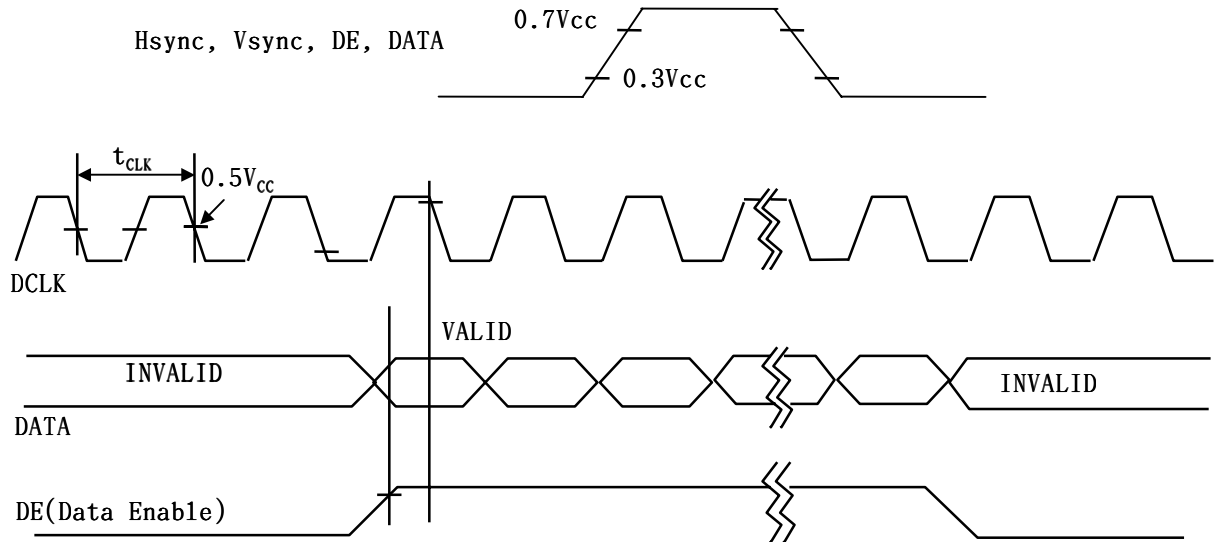 0.7Vcc
Hsync, Vsync, DE, DATA
0.3Vcc
tCLK
0.5VCC
DCLK
VALID
INVALID
INVALID
DATA
DE(Data Enable)